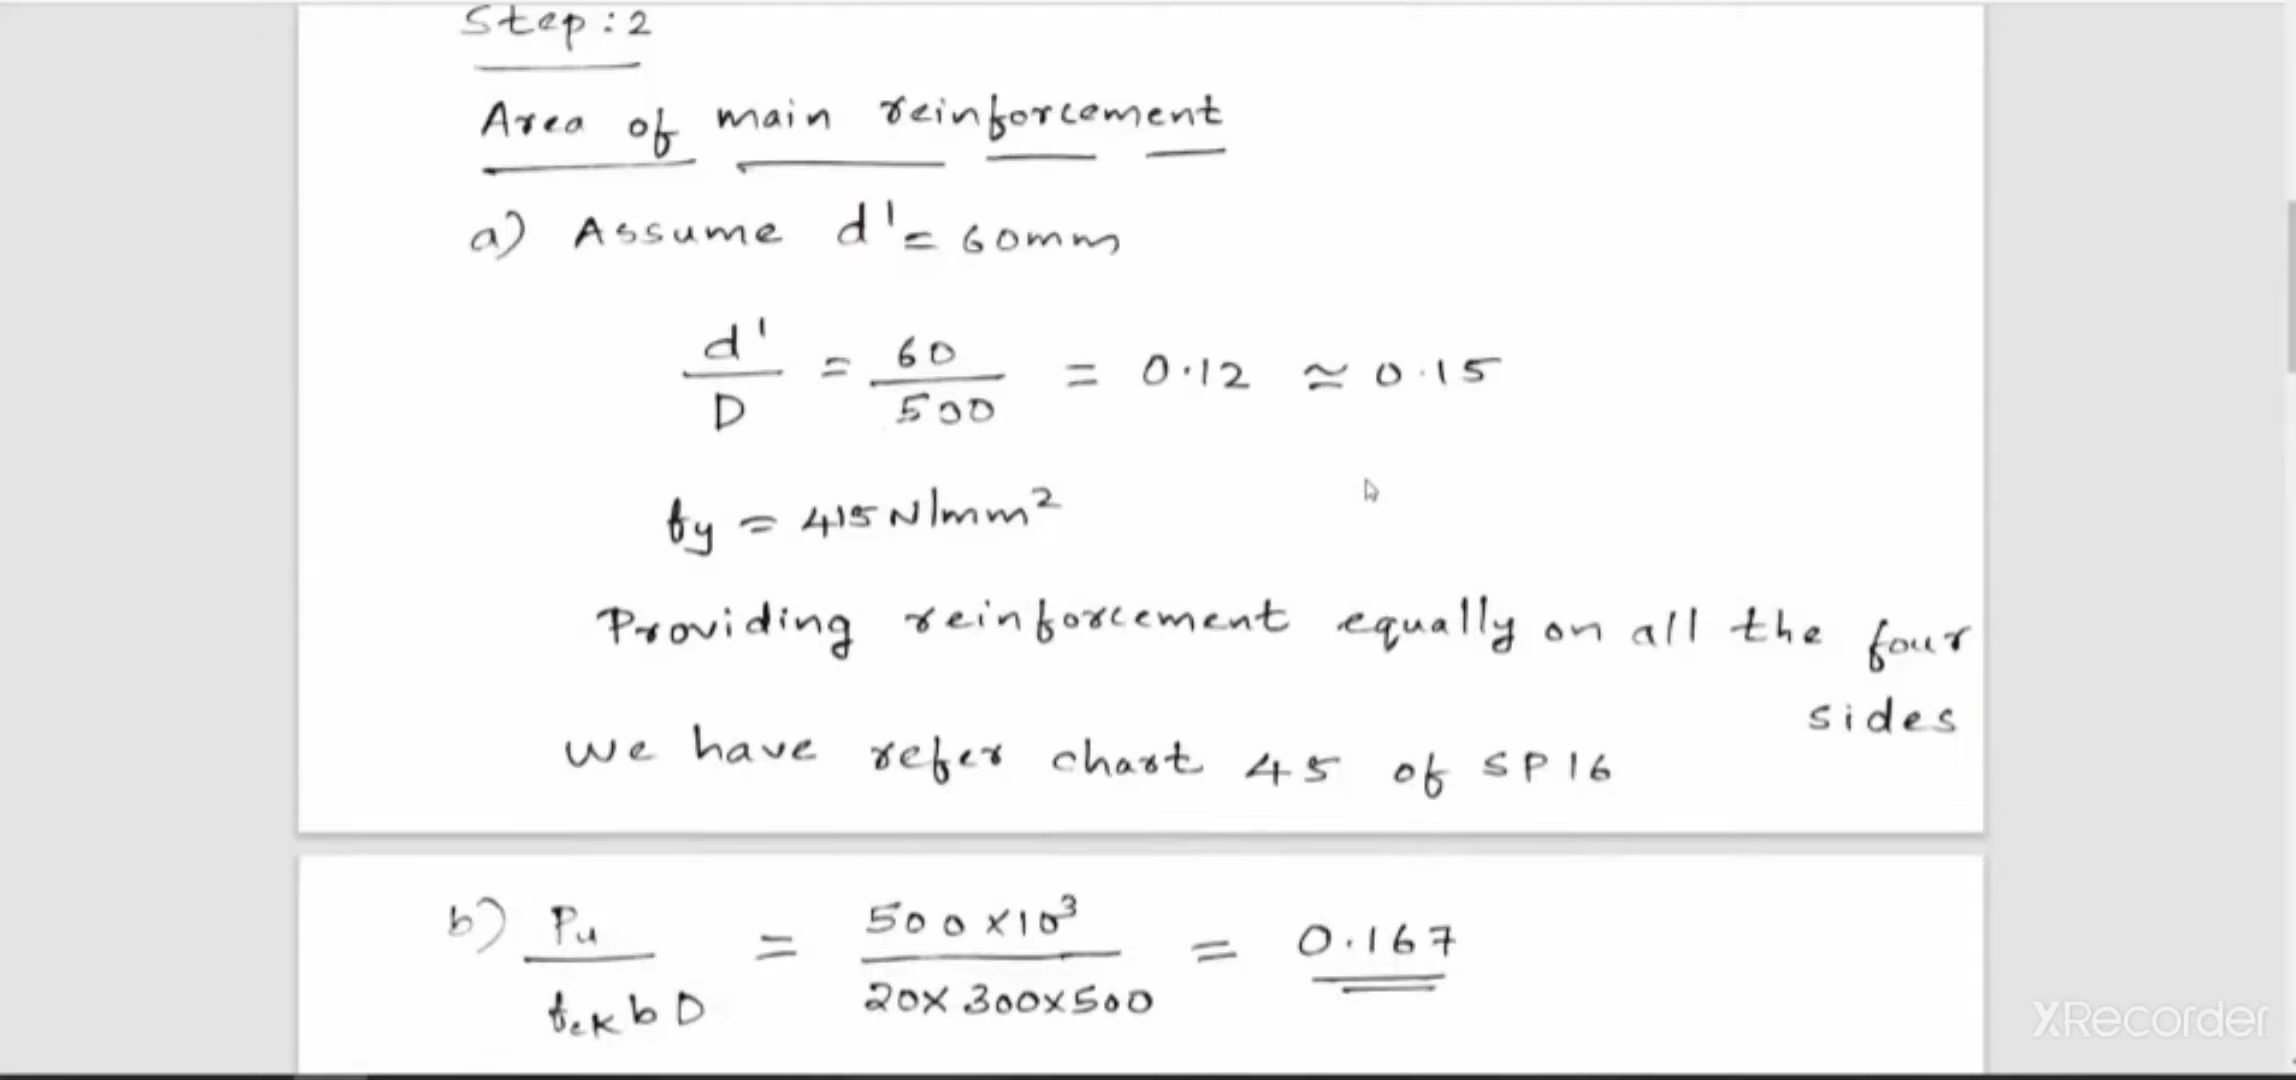 Step:2
Area of main reinforcement
a) Assume d' = 60mm
d'/D = 60/500 = 0.12 ≈ 0.15
fy = 415 N/mm²
Providing reinforcement equally on all the four
sides
We have refer chart 45 of SP16
b) Pu/fck b D = 500×10³/20×300×500 = 0.167
XRecorder